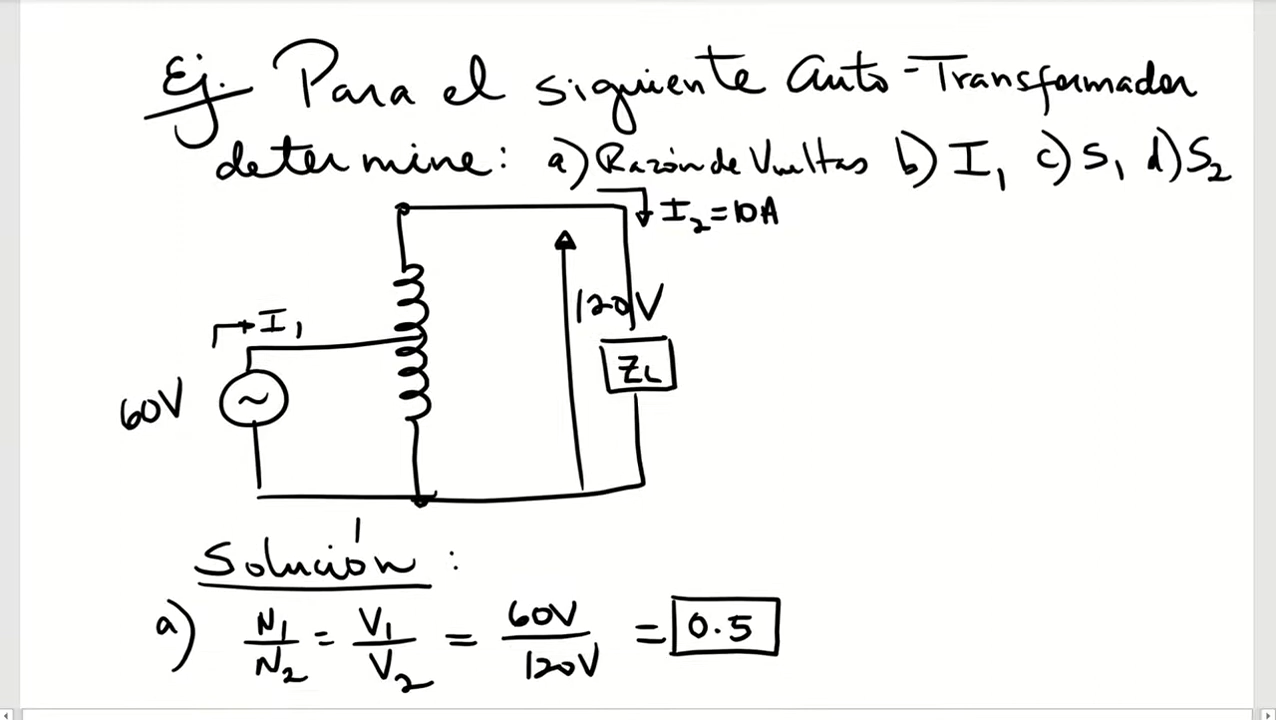 Ej. Para el siguiente Auto-Transformador
determine: a) Razón de Vueltas b) I₁ c) S₁ d) S₂
I₂=10A
120V
I₁
ZL
60V
Solución:
a) N₁/N₂ = V₁/V₂ = 60V/120V = 0.5